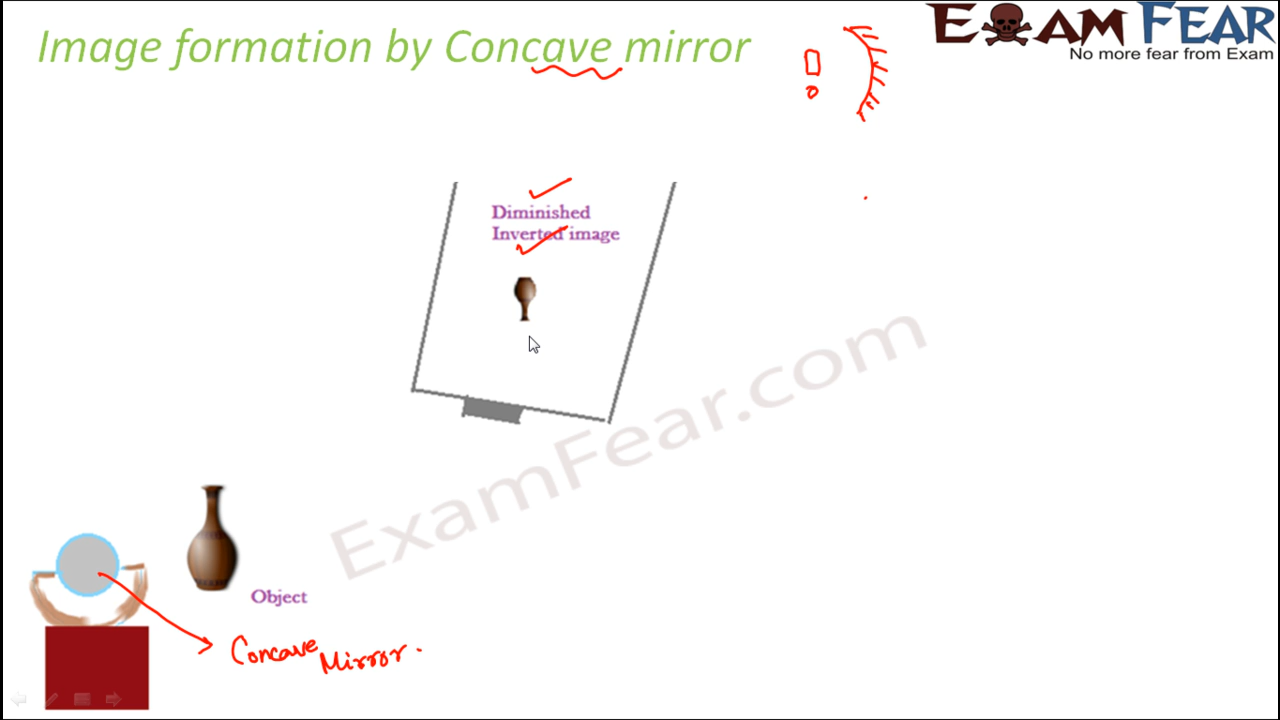 Image formation by Concave mirror
EXAMFEAR
No more fear from Exam
Diminished
Inverted image
ExamFear.com
Object
Concave Mirror.